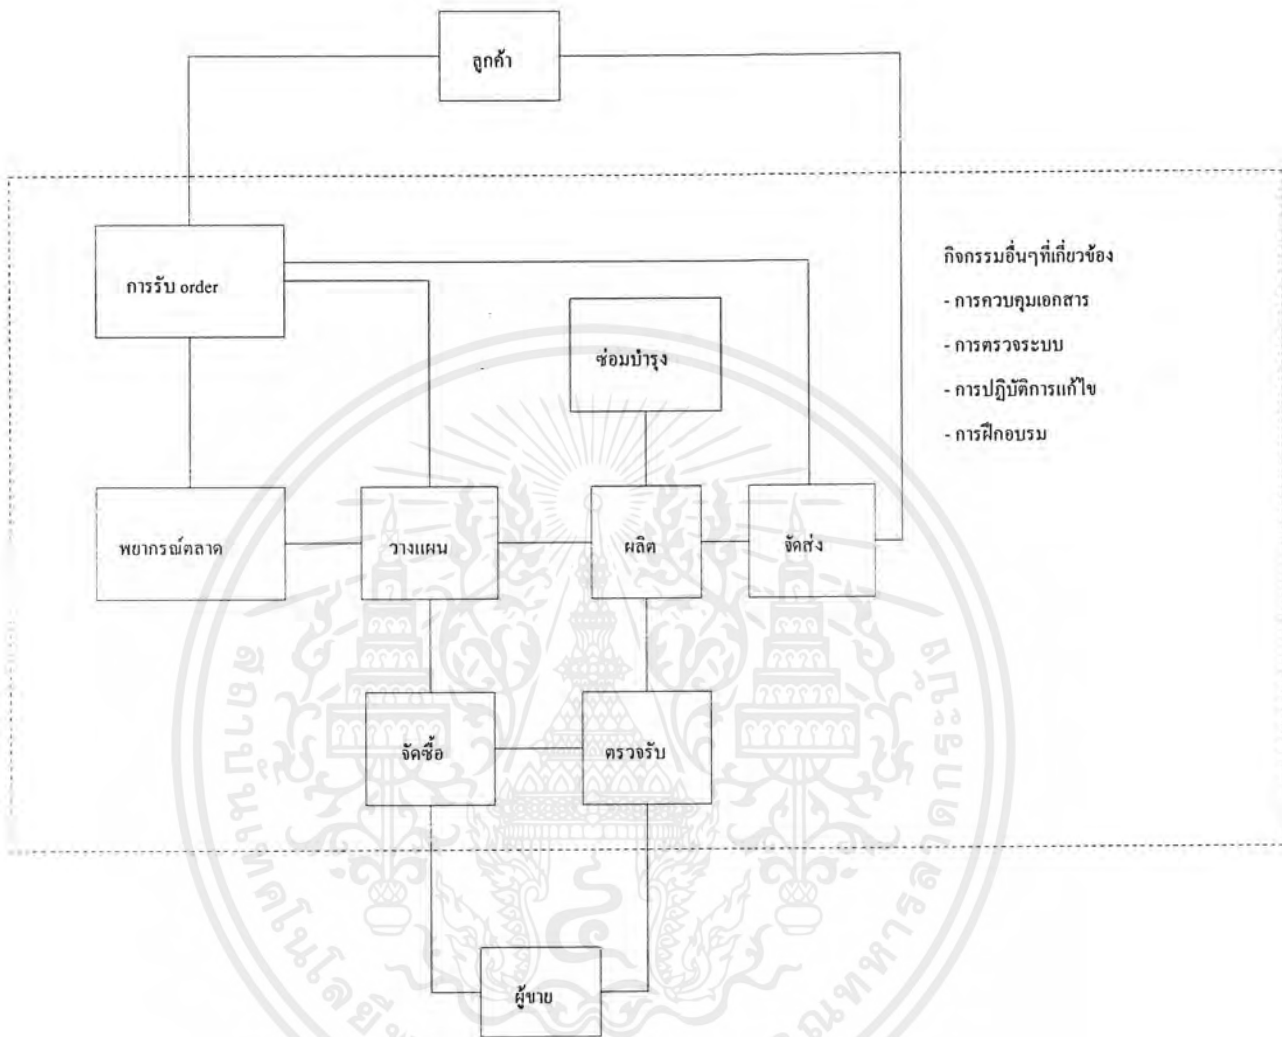 ลูกค้า
การรับ order
กิจกรรมอื่นๆที่เกี่ยวข้อง
- การควบคุมเอกสาร
- การตรวจระบบ
- การปฏิบัติการแก้ไข
- การฝึกอบรม
ซ่อมบำรุง
พยากรณ์ตลาด
วางแผน
ผลิต
จัดส่ง
จัดซื้อ
ตรวจรับ
ผู้ขาย